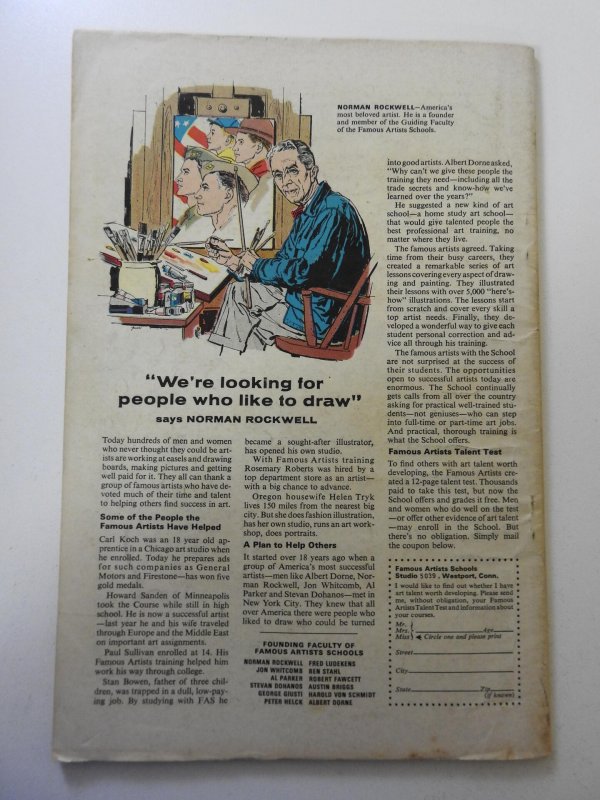 NORMAN ROCKWELL—America's
most beloved artist. He is a founder
and member of the Guiding Faculty
of the Famous Artists Schools.
"We're looking for
people who like to draw"
says NORMAN ROCKWELL
Today hundreds of men and women
who never thought they could be art-
ists are working at easels and drawing
boards, making pictures and getting
well paid for it. They all can thank a
group of famous artists who have de-
voted much of their time and talent
to helping others find success in art.
Some of the People the
Famous Artists Have Helped
Carl Koch was an 18 year old ap-
prentice in a Chicago art studio when
he enrolled. Today he prepares ads
for such companies as General
Motors and Firestone—has won five
gold medals.
Howard Sanden of Minneapolis
took the Course while still in high
school. He is now a successful artist
—last year he and his wife traveled
through Europe and the Middle East
on important art assignments.
Paul Sullivan enrolled at 14. His
Famous Artists training helped him
work his way through college.
Stan Bowen, father of three chil-
dren, was trapped in a dull, low-pay-
ing job. By studying with FAS he
became a sought-after illustrator,
has opened his own studio.
With Famous Artists training
Rosemary Roberts was hired by a
top department store as an artist—
with a big chance to advance.
Oregon housewife Helen Tryk
lives 150 miles from the nearest big
city. But she does fashion illustration,
has her own studio, runs an art work-
shop, does portraits.
A Plan to Help Others
It started over 18 years ago when a
group of America's most successful
artists—men like Albert Dorne, Nor-
man Rockwell, Jon Whitcomb, Al
Parker and Stevan Dohanos—met in
New York City. They knew that all
over America there were people who
liked to draw who could be turned
FOUNDING FACULTY OF
FAMOUS ARTISTS SCHOOLS
NORMAN ROCKWELL FRED LUDEKENS
JON WHITCOMB BEN STAHL
AL PARKER ROBERT FAWCETT
STEVAN DOHANOS AUSTIN BRIGGS
GEORGE GIUSTI HAROLD VON SCHMIDT
PETER HELCK ALBERT DORNE
into good artists. Albert Dorne asked,
"Why can't we give these people the
training they need—including all the
trade secrets and know-how we've
learned over the years?"
He suggested a new kind of art
school—a home study art school—
that would give talented people the
best professional art training, no
matter where they live.
The famous artists agreed. Taking
time from their busy careers, they
created a remarkable series of art
lessons covering every aspect of draw-
ing and painting. They illustrated
their lessons with over 5,000 "here's-
how" illustrations. The lessons start
from scratch and cover every skill a
top artist needs. Finally, they de-
veloped a wonderful way to give each
student personal correction and ad-
vice all through his training.
The famous artists with the School
are not surprised at the success of
their students. The opportunities
open to successful artists today are
enormous. The School continually
gets calls from all over the country
asking for practical well-trained stu-
dents—not geniuses—who can step
into full-time or part-time art jobs.
And practical, thorough training is
what the School offers.
Famous Artists Talent Test
To find others with art talent worth
developing, the Famous Artists cre-
ated a 12-page talent test. Thousands
paid to take this test, but now the
School offers and grades it free. Men
and women who do well on the test
—or offer other evidence of art talent
—may enroll in the School. But
there's no obligation. Simply mail
the coupon below.
Famous Artists Schools
Studio 5029, Westport, Conn.
I would like to find out whether I have
art talent worth developing. Please send
me, without obligation, your Famous
Artists Talent Test and information about
your courses.
Mr.
Mrs. Age
Miss Circle one and please print
Street
City
State Zip
(if known)